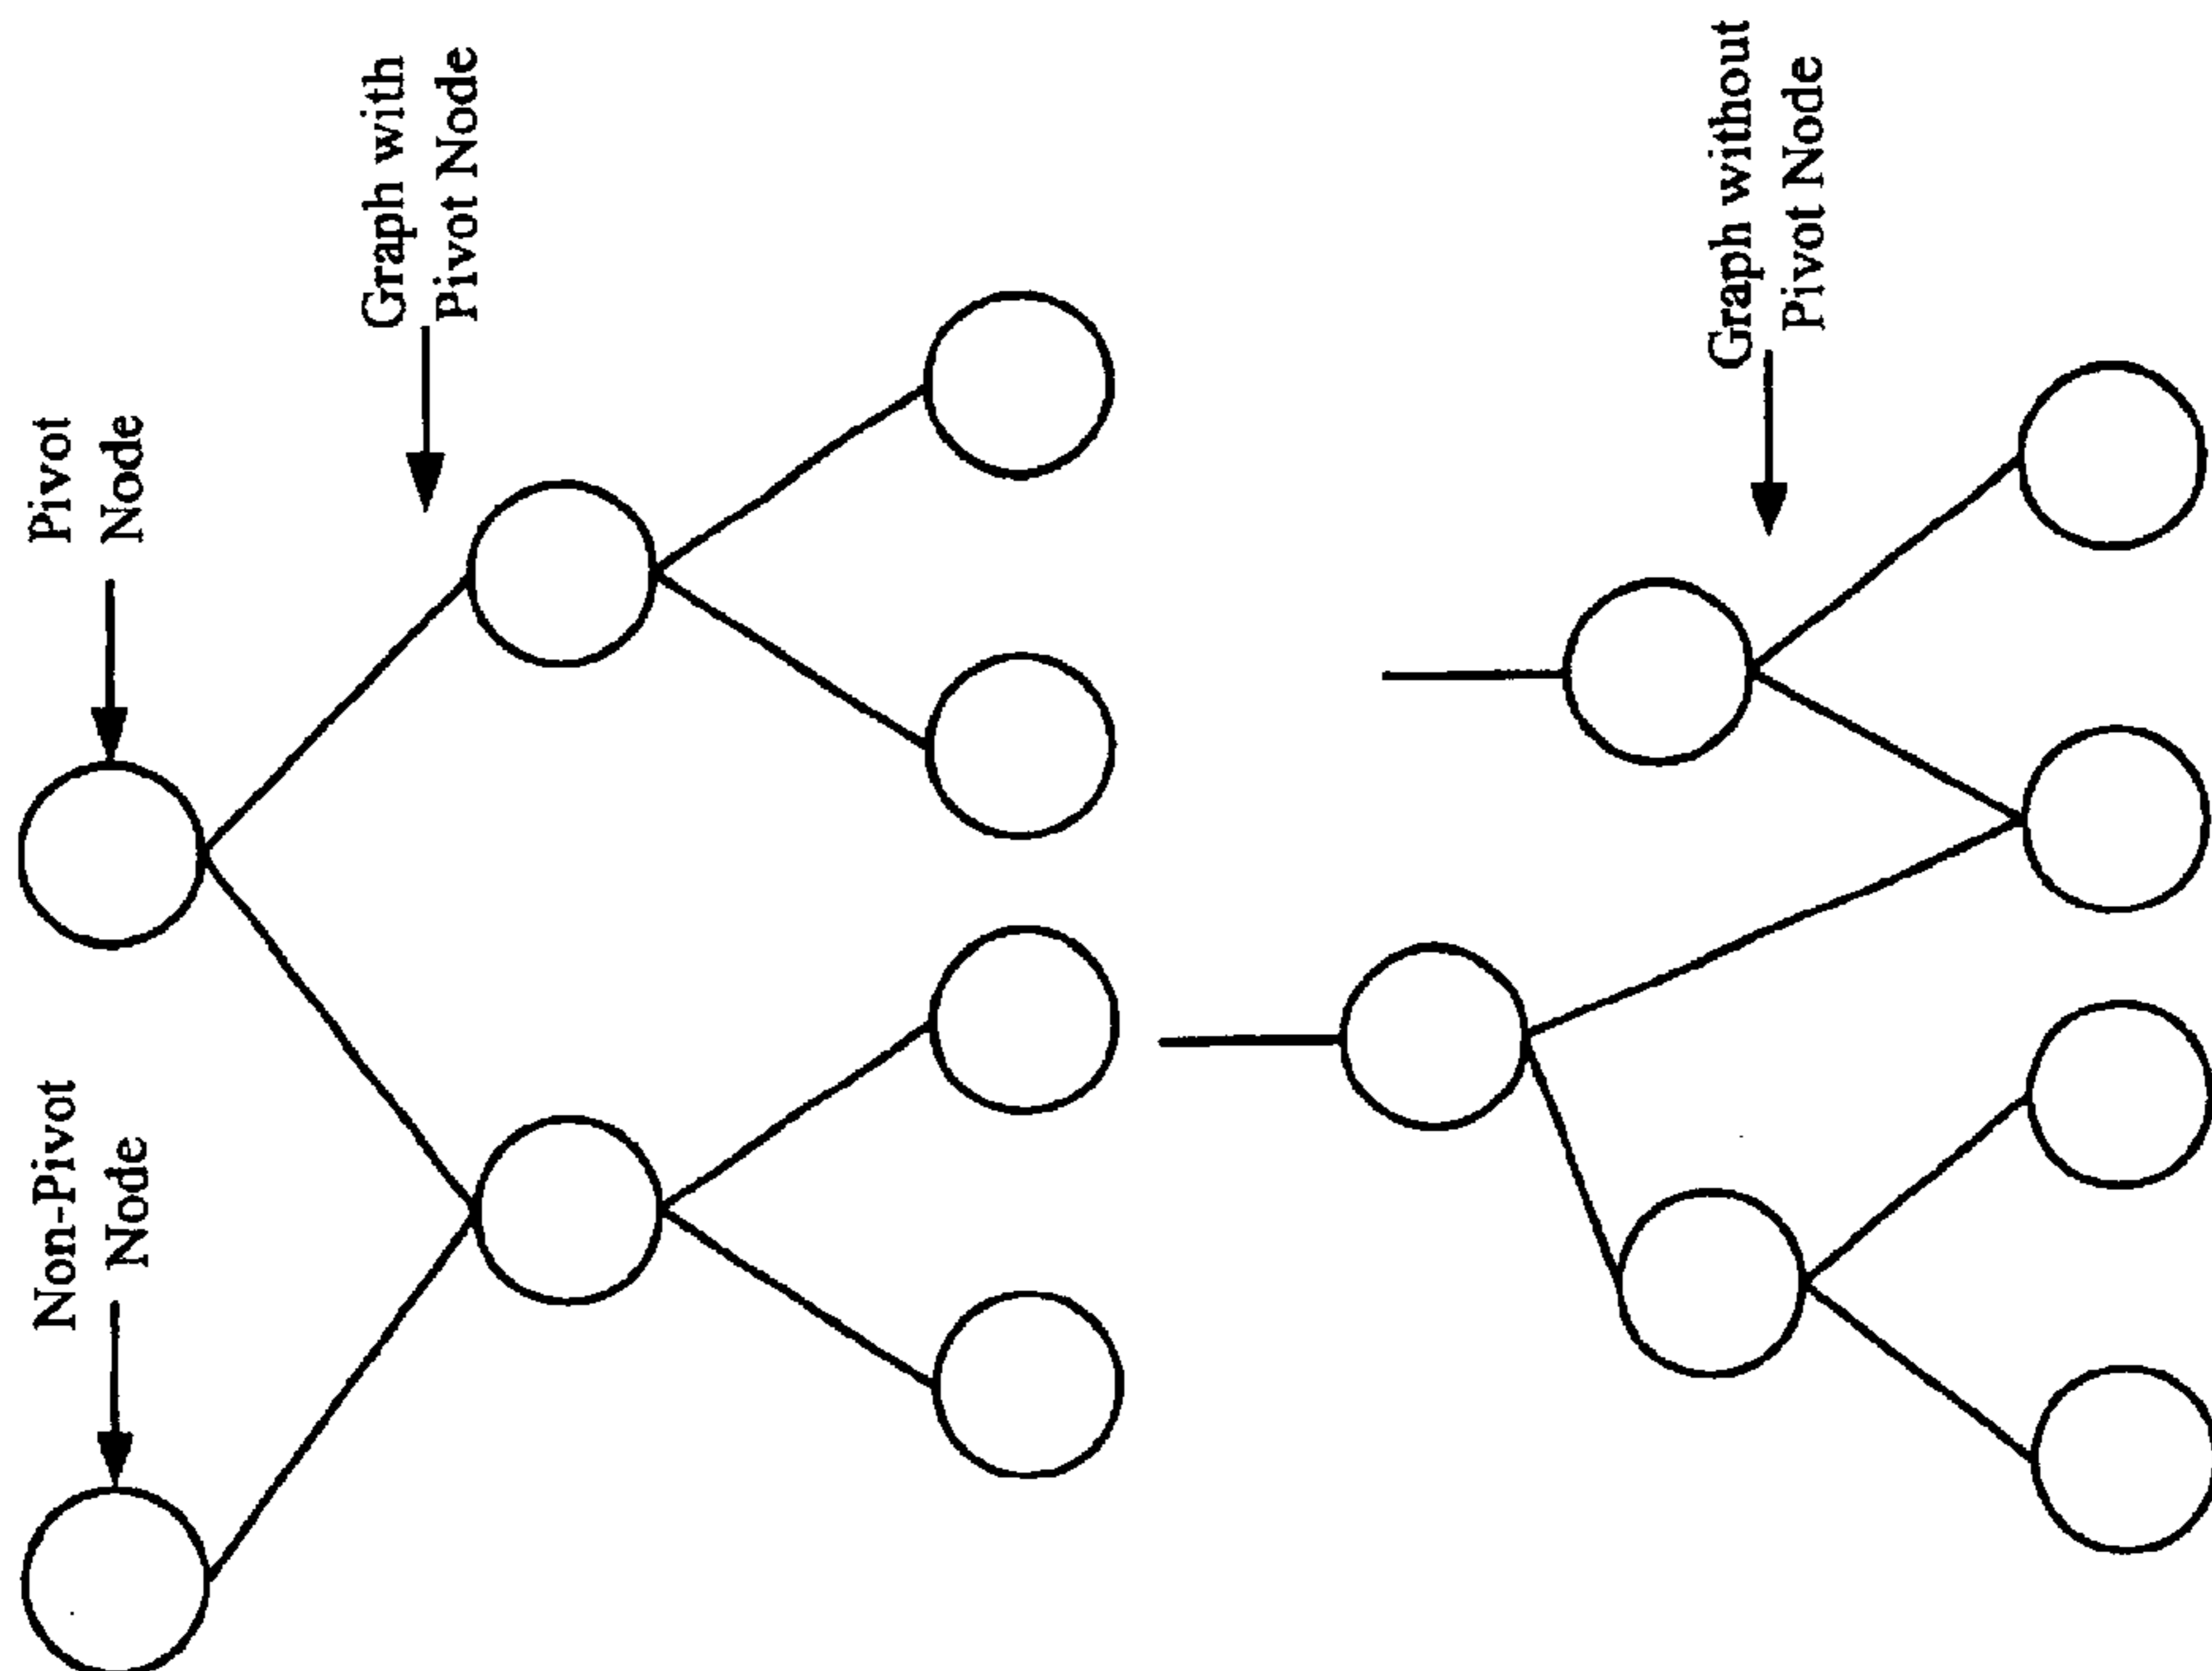 Non-Pivot
Node
Pivot
Node
Graph with
Pivot Node
Graph without
Pivot Node